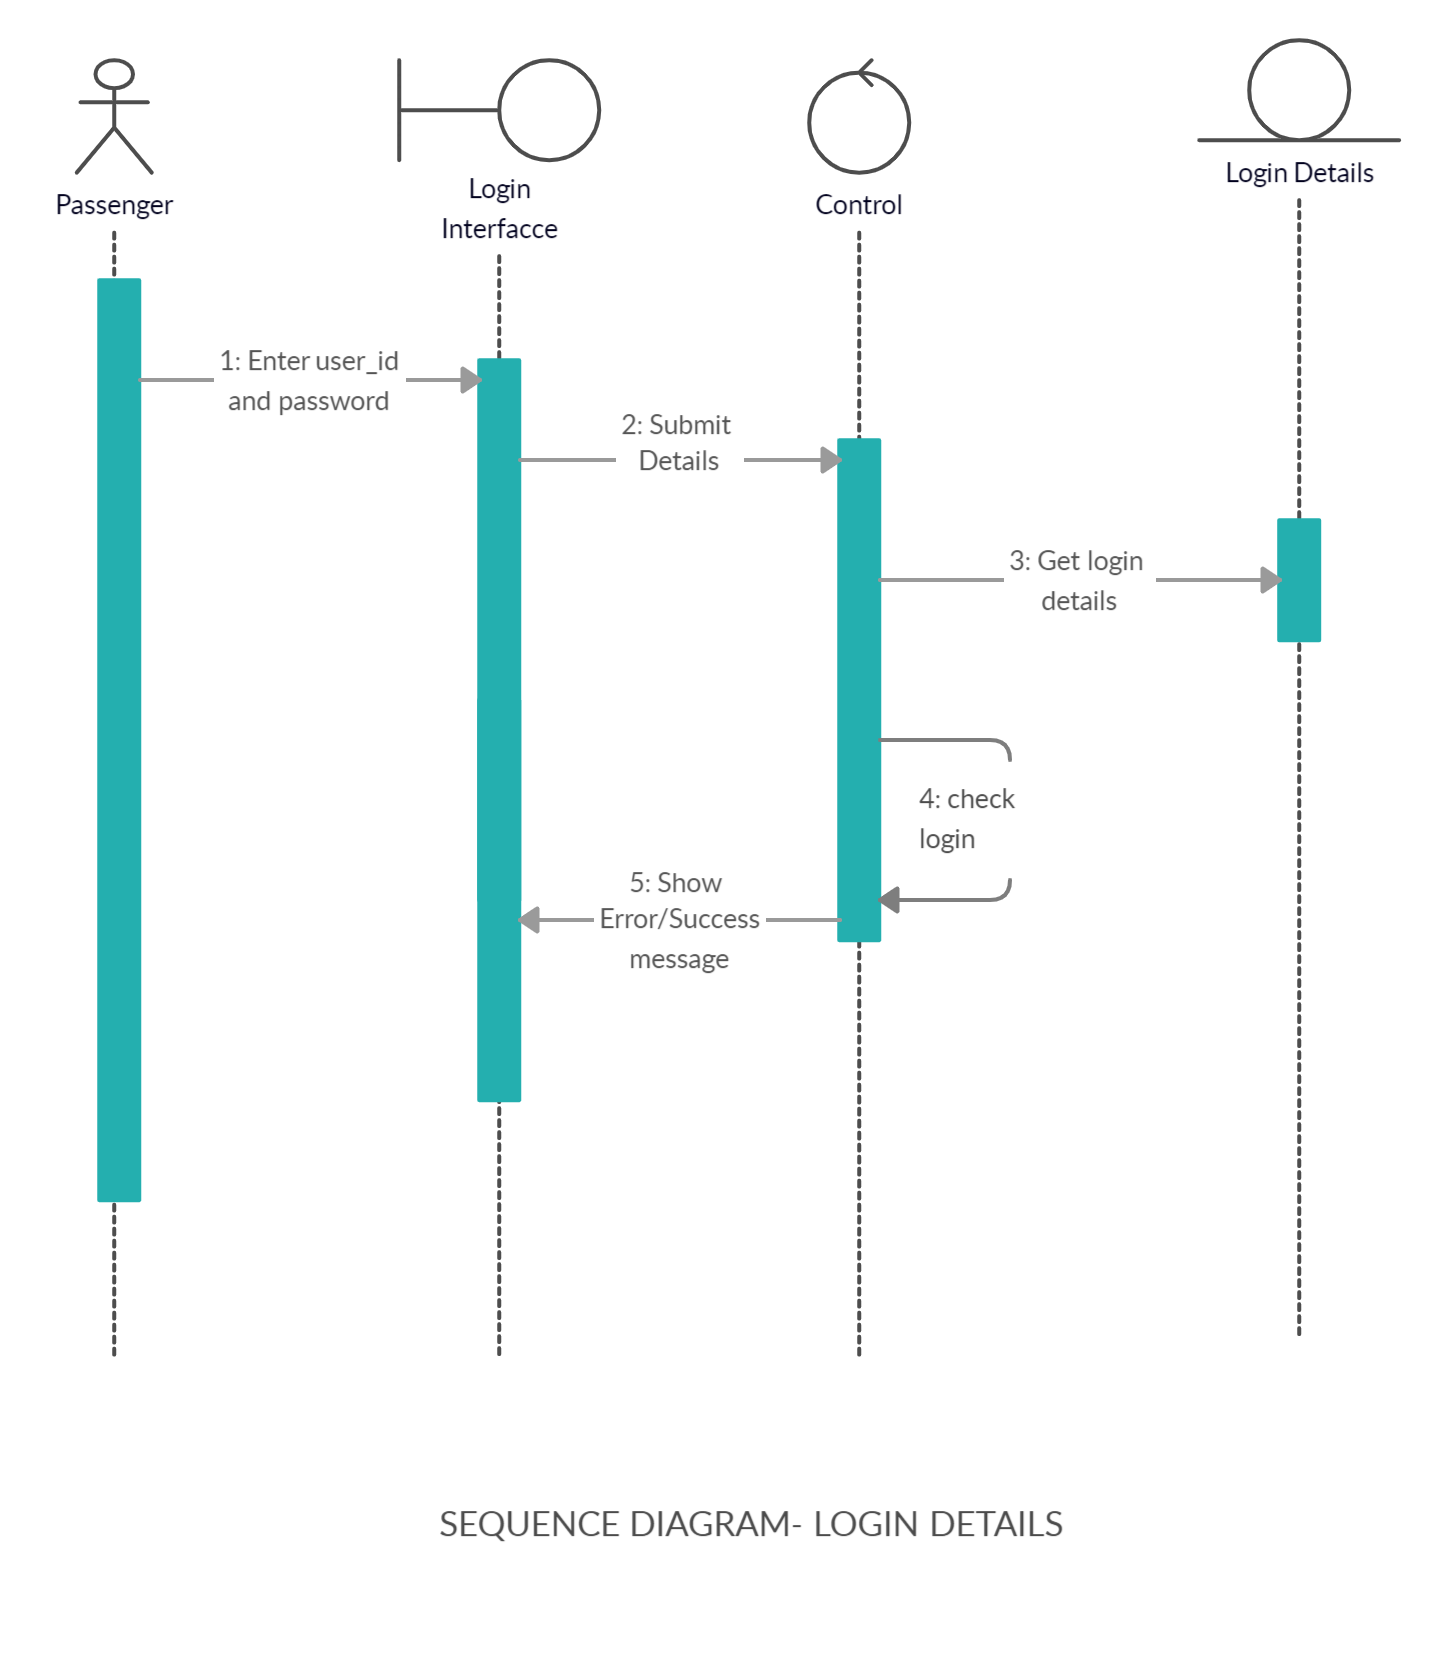 Passenger
Login
Interfacce
Control
Login Details
1: Enter user_id
and password
2: Submit
Details
3: Get login
details
4: check
login
5: Show
Error/Success
message
SEQUENCE DIAGRAM- LOGIN DETAILS